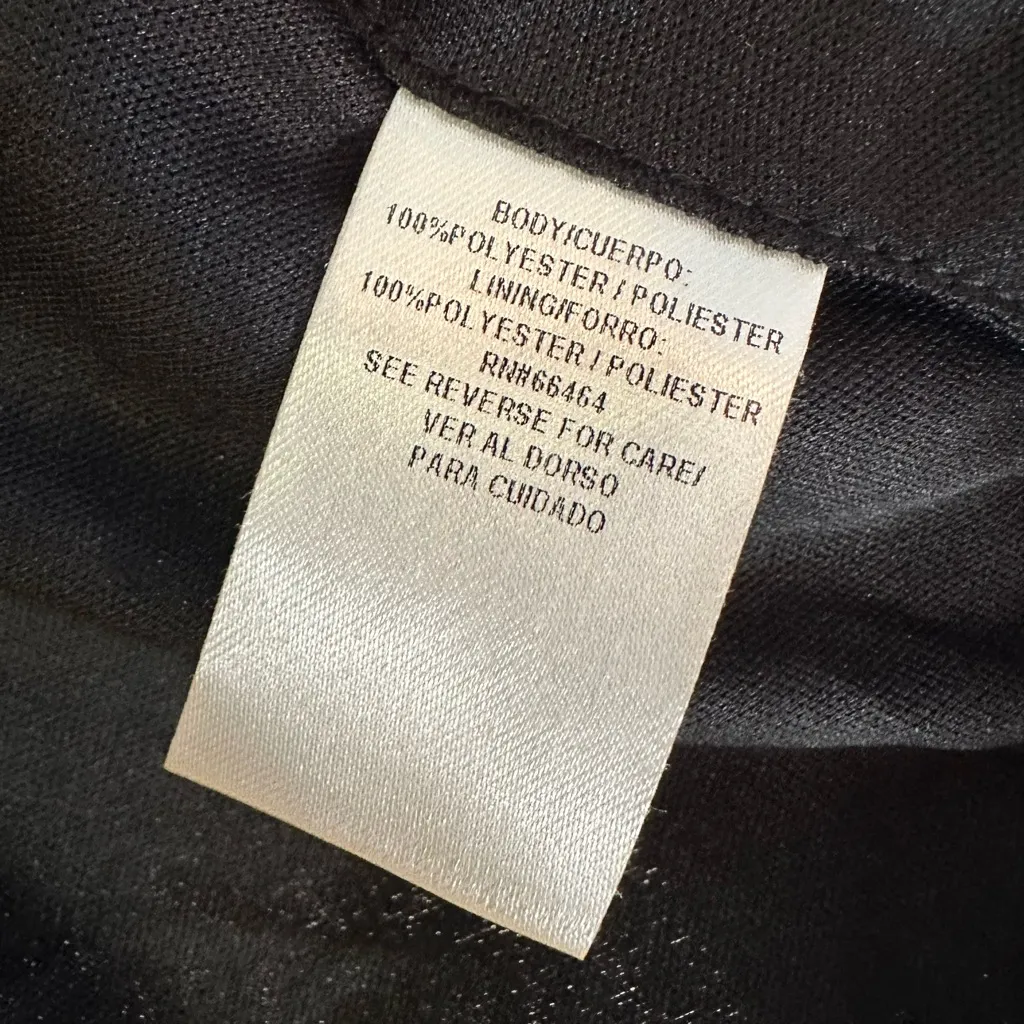 BODY/CUERPO:
100%POLYESTER / POLIESTER
LINING/FORRO:
100%POLYESTER / POLIESTER
RN#66464
SEE REVERSE FOR CARE/
VER AL DORSO
PARA CUIDADO